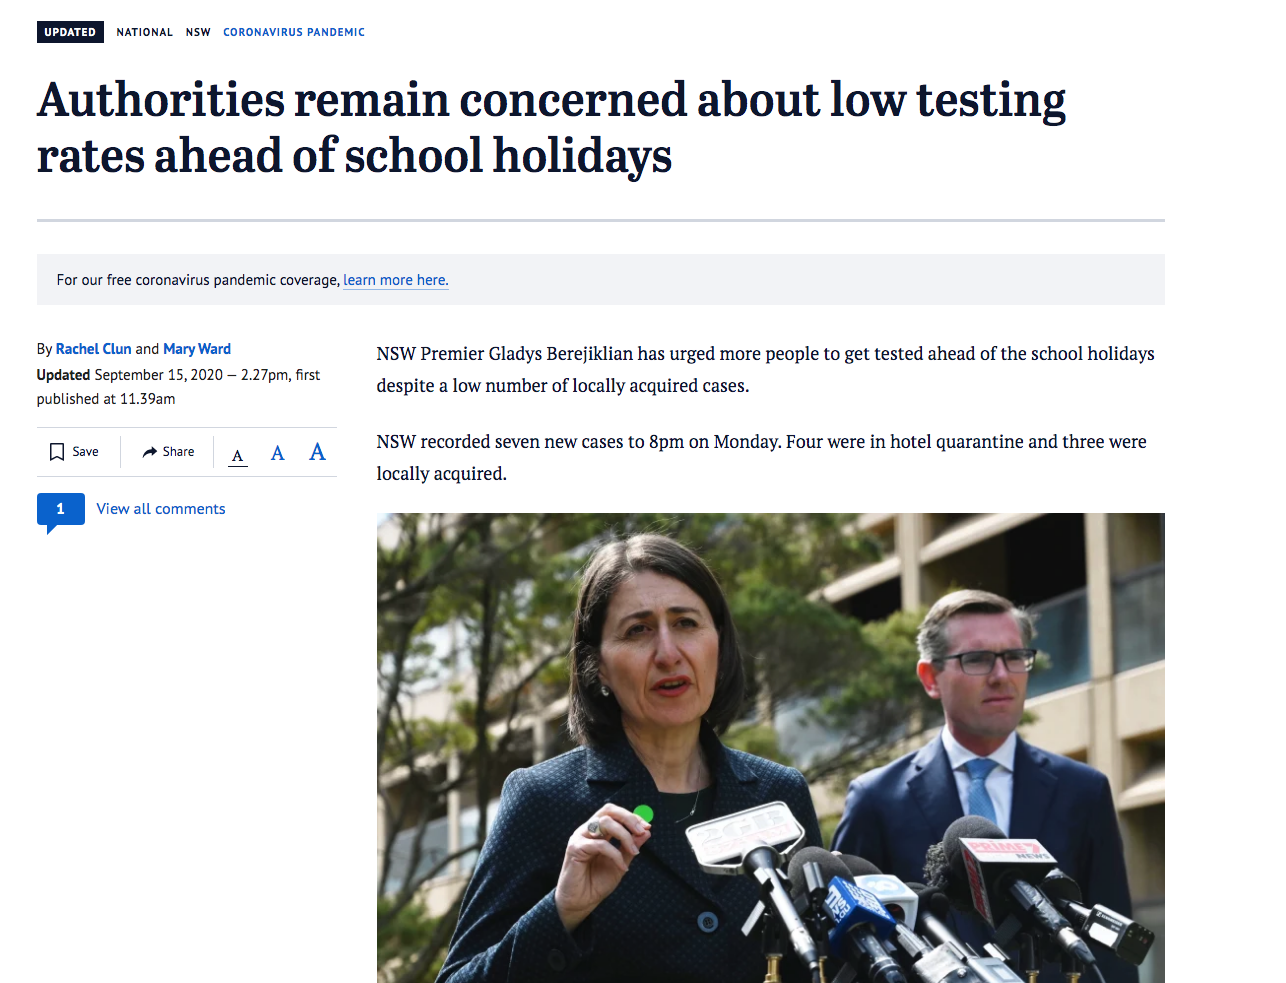 UPDATED NATIONAL NSW CORONAVIRUS PANDEMIC
Authorities remain concerned about low testing
rates ahead of school holidays
For our free coronavirus pandemic coverage, learn more here.
By Rachel Clun and Mary Ward
Updated September 15, 2020 — 2.27pm, first
published at 11.39am
Save Share A A A
1 View all comments
NSW Premier Gladys Berejiklian has urged more people to get tested ahead of the school holidays
despite a low number of locally acquired cases.
NSW recorded seven new cases to 8pm on Monday. Four were in hotel quarantine and three were
locally acquired.
PRIME7
NEWS